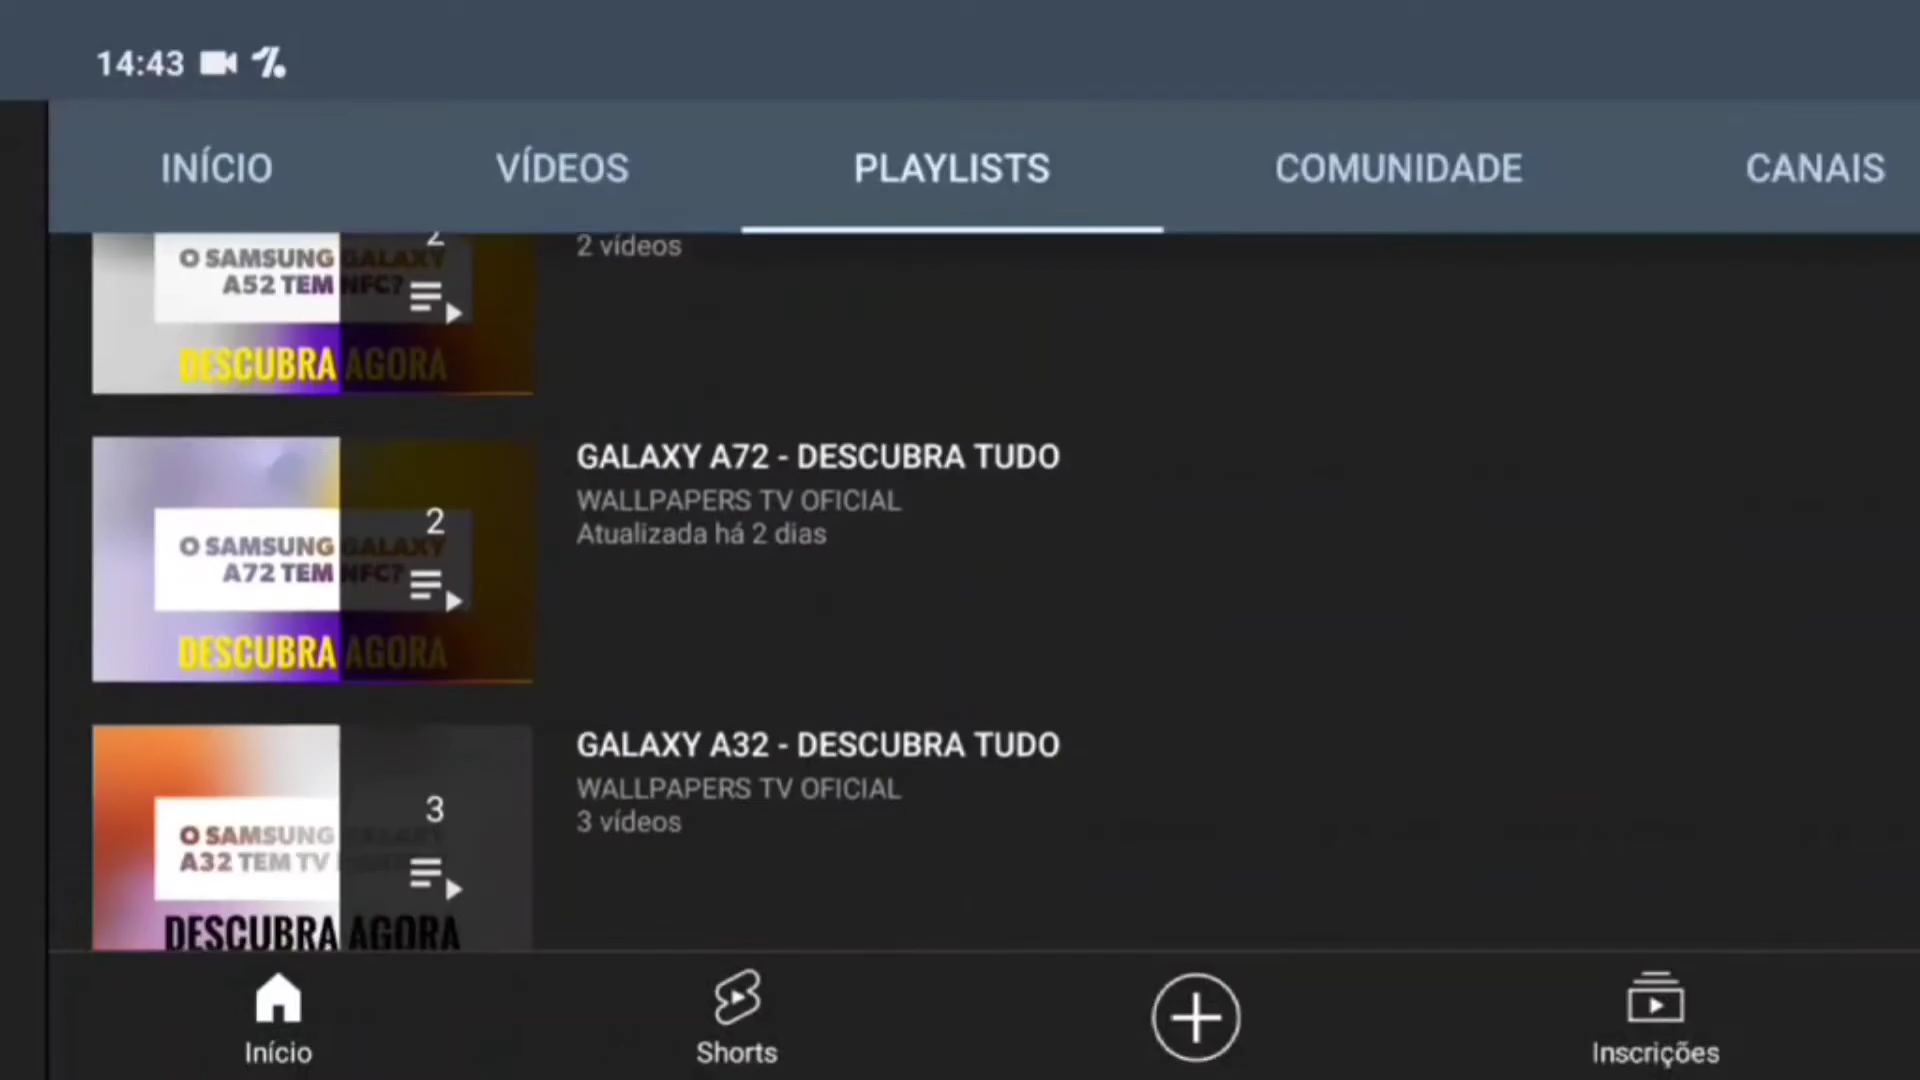 14:43
INÍCIO
VÍDEOS
PLAYLISTS
COMUNIDADE
CANAIS
2
O SAMSUNG GALAXY
A52 TEM NFC?
DESCUBRA AGORA
2 vídeos
2
O SAMSUNG GALAXY
A72 TEM NFC?
DESCUBRA AGORA
GALAXY A72 - DESCUBRA TUDO
WALLPAPERS TV OFICIAL
Atualizada há 2 dias
3
O SAMSUNG GALAXY
A32 TEM TV
DESCUBRA AGORA
GALAXY A32 - DESCUBRA TUDO
WALLPAPERS TV OFICIAL
3 vídeos
Início
Shorts
Inscrições